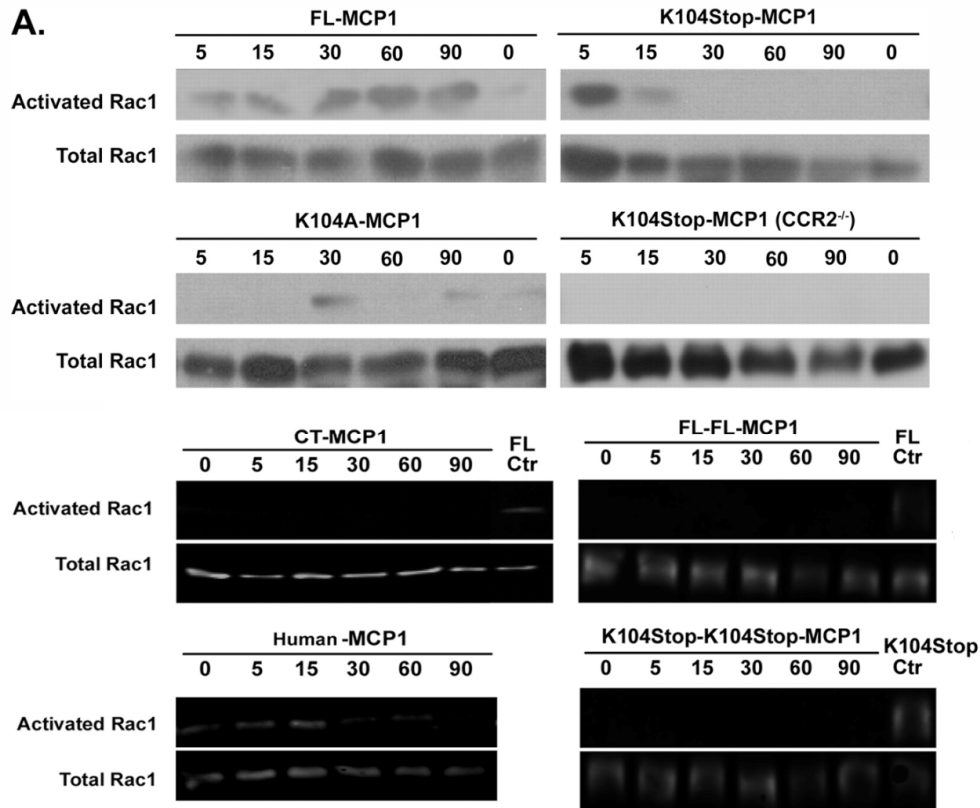 A.
FL-MCP1 K104Stop-MCP1
5 15 30 60 90 0 5 15 30 60 90 0
Activated Rac1
Total Rac1
K104A-MCP1 K104Stop-MCP1 (CCR2-/-)
5 15 30 60 90 0 5 15 30 60 90 0
Activated Rac1
Total Rac1
CT-MCP1 FL FL-FL-MCP1 FL
0 5 15 30 60 90 Ctr 0 5 15 30 60 90 Ctr
Activated Rac1
Total Rac1
Human -MCP1 K104Stop-K104Stop-MCP1 K104Stop
0 5 15 30 60 90 0 5 15 30 60 90 Ctr
Activated Rac1
Total Rac1